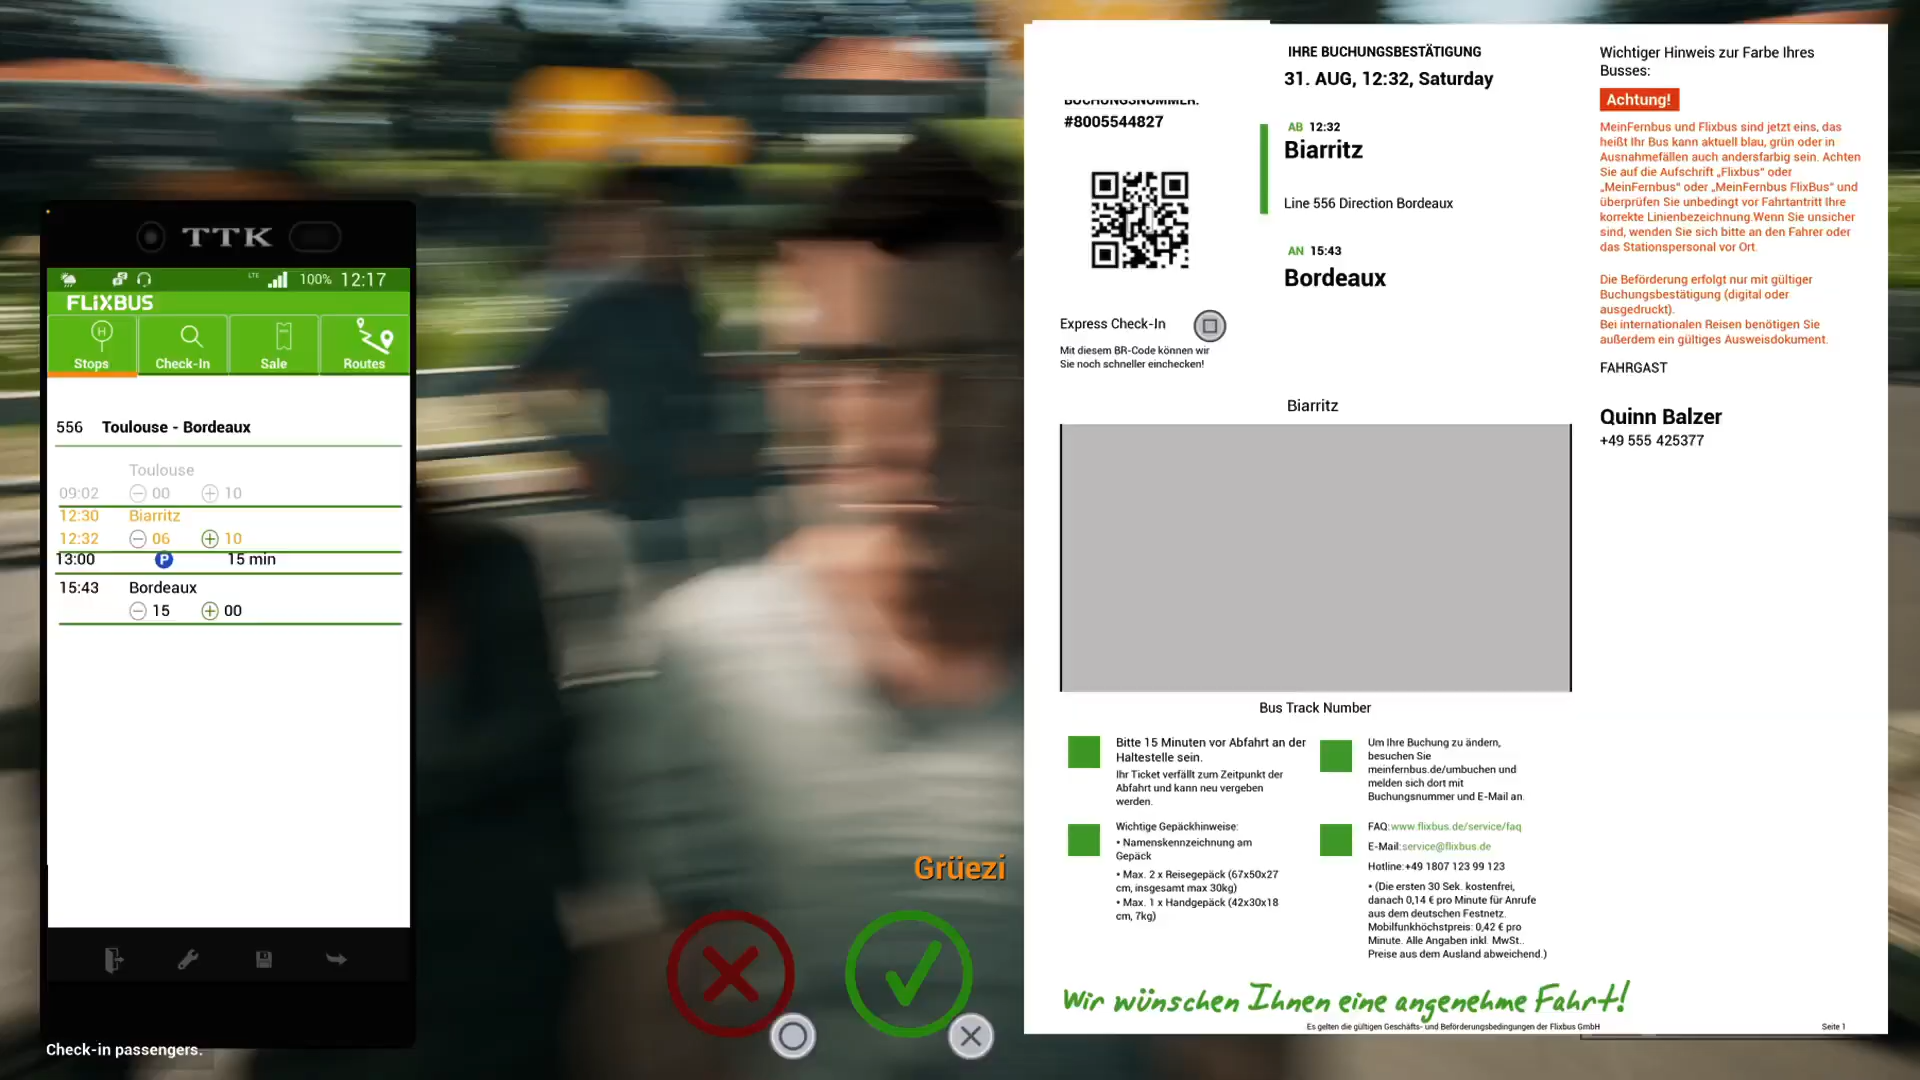 TTK
LTE 100% 12:17
FLiXBUS
H
Stops Check-In Sale Routes
556 Toulouse - Bordeaux
Toulouse
09:02 00 10
12:30 Biarritz
12:32 06 10
13:00 P 15 min
15:43 Bordeaux
15 00
Check-in passengers.
Grüezi
BUCHUNGSNUMMER:
#8005544827
Express Check-In
Mit diesem BR-Code können wir
Sie noch schneller einchecken!
IHRE BUCHUNGSBESTÄTIGUNG
31. AUG, 12:32, Saturday
AB 12:32
Biarritz
Line 556 Direction Bordeaux
AN 15:43
Bordeaux
Biarritz
Bus Track Number
Bitte 15 Minuten vor Abfahrt an der
Haltestelle sein.
Ihr Ticket verfällt zum Zeitpunkt der
Abfahrt und kann neu vergeben
werden.
Wichtige Gepäckhinweise:
• Namenskennzeichnung am
Gepäck
• Max. 2 x Reisegepäck (67x50x27
cm, insgesamt max 30kg)
• Max. 1 x Handgepäck (42x30x18
cm, 7kg)
Um Ihre Buchung zu ändern,
besuchen Sie
meinfernbus.de/umbuchen und
melden sich dort mit
Buchungsnummer und E-Mail an.
FAQ:www.flixbus.de/service/faq
E-Mail:service@flixbus.de
Hotline:+49 1807 123 99 123
• (Die ersten 30 Sek. kostenfrei,
danach 0,14 € pro Minute für Anrufe
aus dem deutschen Festnetz.
Mobilfunkhöchstpreis: 0,42 € pro
Minute. Alle Angaben inkl. MwSt..
Preise aus dem Ausland abweichend.)
Wichtiger Hinweis zur Farbe Ihres
Busses:
Achtung!
MeinFernbus und Flixbus sind jetzt eins, das
heißt Ihr Bus kann aktuell blau, grün oder in
Ausnahmefällen auch andersfarbig sein. Achten
Sie auf die Aufschrift „Flixbus“ oder
„MeinFernbus“ oder „MeinFernbus FlixBus“ und
überprüfen Sie unbedingt vor Fahrtantritt Ihre
korrekte Linienbezeichnung.Wenn Sie unsicher
sind, wenden Sie sich bitte an den Fahrer oder
das Stationspersonal vor Ort.
Die Beförderung erfolgt nur mit gültiger
Buchungsbestätigung (digital oder
ausgedruckt).
Bei internationalen Reisen benötigen Sie
außerdem ein gültiges Ausweisdokument.
FAHRGAST
Quinn Balzer
+49 555 425377
Wir wünschen Ihnen eine angenehme Fahrt!
Es gelten die gültigen Geschäfts- und Beförderungsbedingungen der Flixbus GmbH
Seite 1